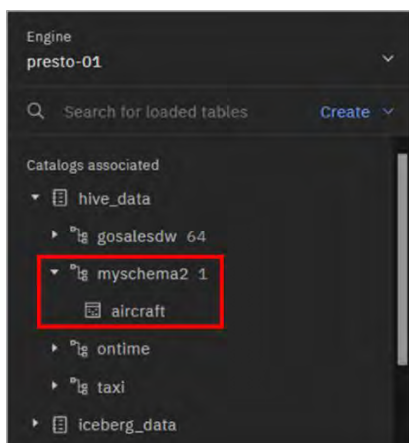 Engine
presto-01
Search for loaded tables Create
Catalogs associated
hive_data
gosalesdw 64
myschema2 1
aircraft
ontime
taxi
iceberg_data